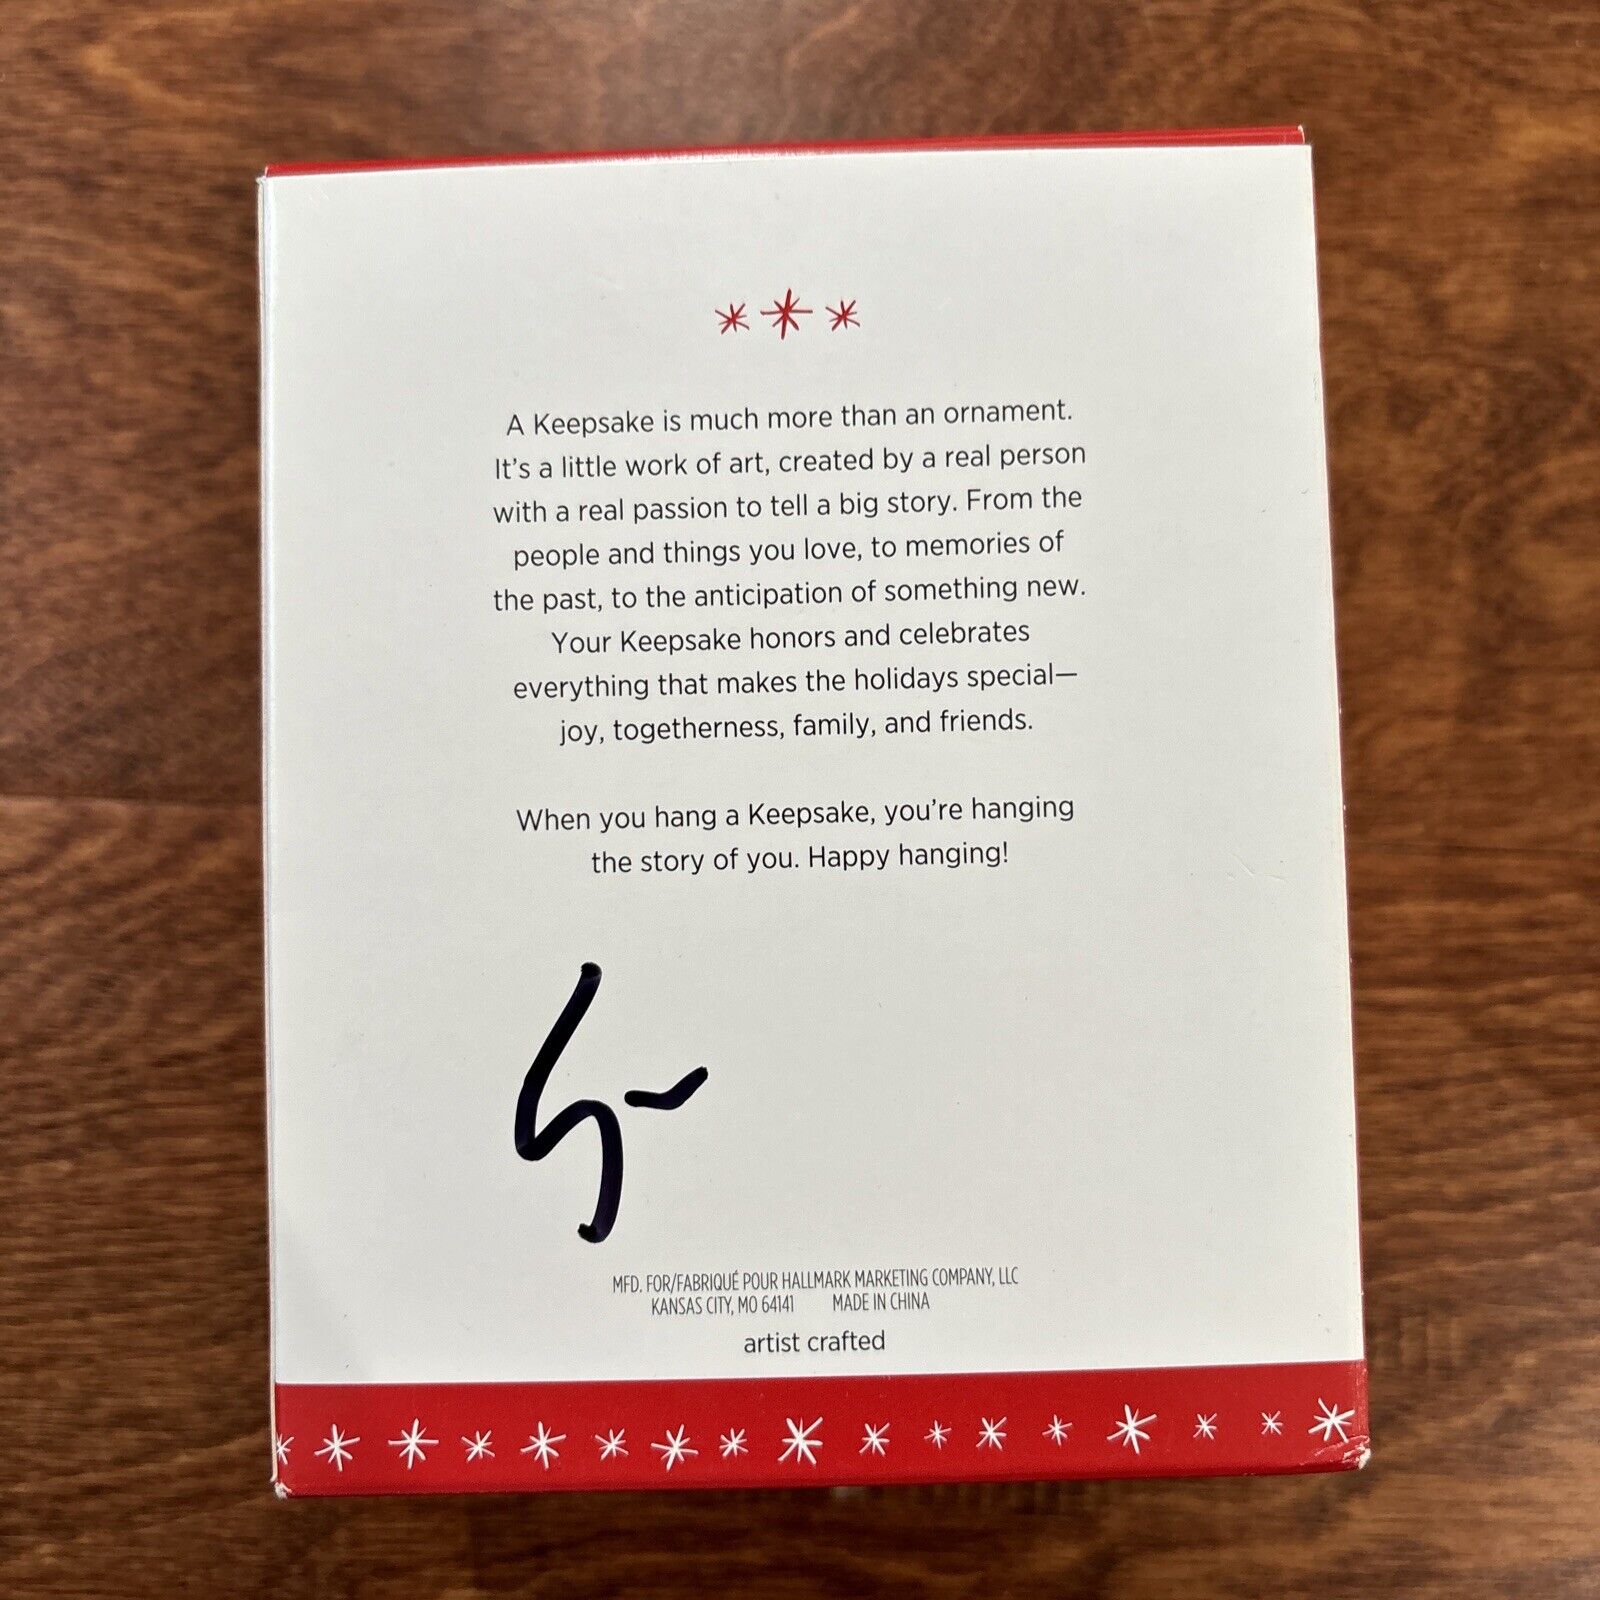 A Keepsake is much more than an ornament.
It's a little work of art, created by a real person
with a real passion to tell a big story. From the
people and things you love, to memories of
the past, to the anticipation of something new.
Your Keepsake honors and celebrates
everything that makes the holidays special—
joy, togetherness, family, and friends.
When you hang a Keepsake, you're hanging
the story of you. Happy hanging!
MFD. FOR/FABRIQUÉ POUR HALLMARK MARKETING COMPANY, LLC
KANSAS CITY, MO 64141 MADE IN CHINA
artist crafted